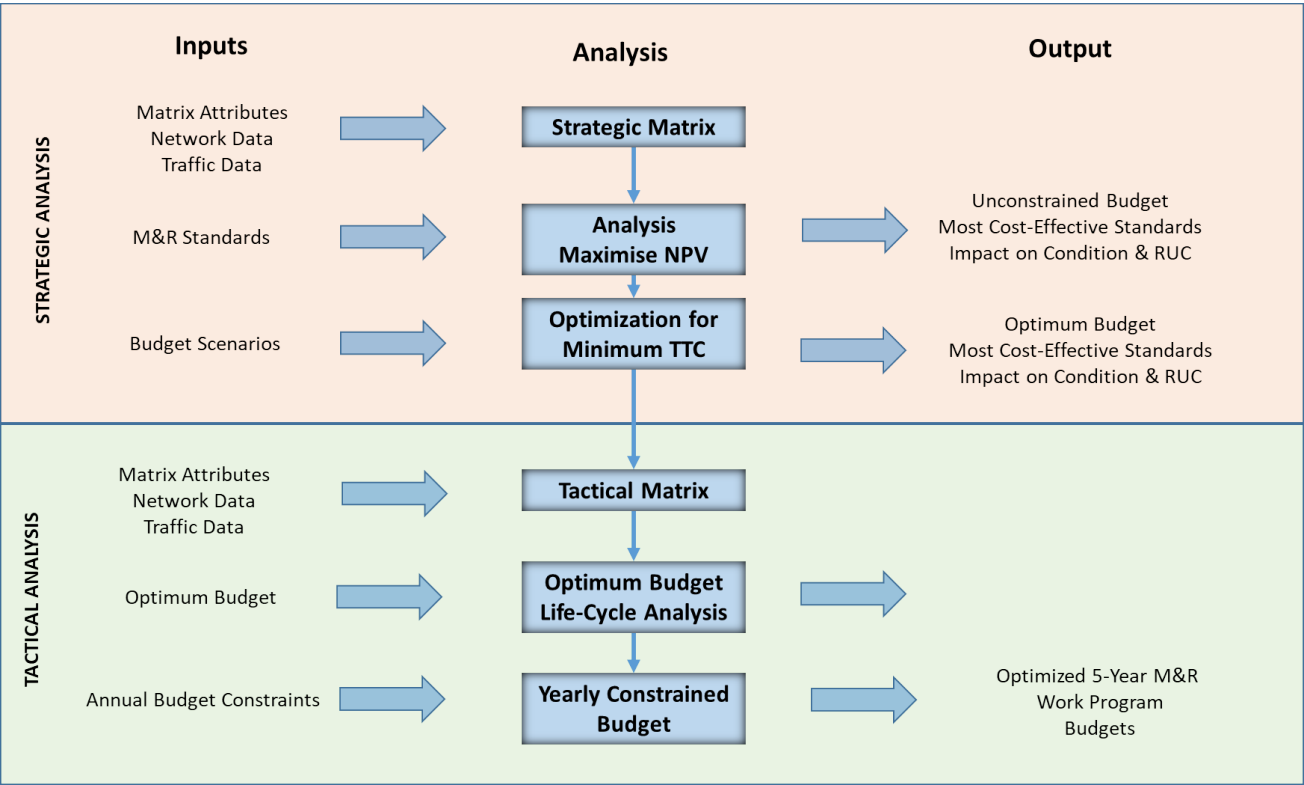 Inputs
Analysis
Output
STRATEGIC ANALYSIS
Matrix Attributes
Network Data
Traffic Data
Strategic Matrix
M&R Standards
Analysis
Maximise NPV
Unconstrained Budget
Most Cost-Effective Standards
Impact on Condition & RUC
Budget Scenarios
Optimization for
Minimum TTC
Optimum Budget
Most Cost-Effective Standards
Impact on Condition & RUC
TACTICAL ANALYSIS
Matrix Attributes
Network Data
Traffic Data
Tactical Matrix
Optimum Budget
Optimum Budget
Life-Cycle Analysis
Annual Budget Constraints
Yearly Constrained
Budget
Optimized 5-Year M&R
Work Program
Budgets